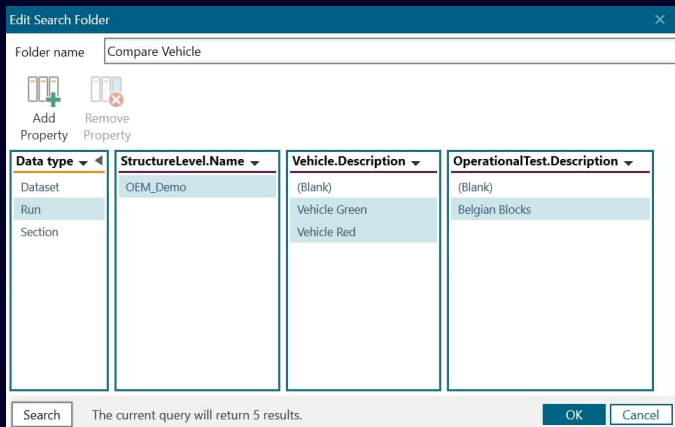 Edit Search Folder
Folder name Compare Vehicle
Add Property Remove Property
Data type StructureLevel.Name Vehicle.Description OperationalTest.Description
Dataset OEM_Demo (Blank) (Blank)
Run Vehicle Green Belgian Blocks
Section Vehicle Red
Search The current query will return 5 results. OK Cancel